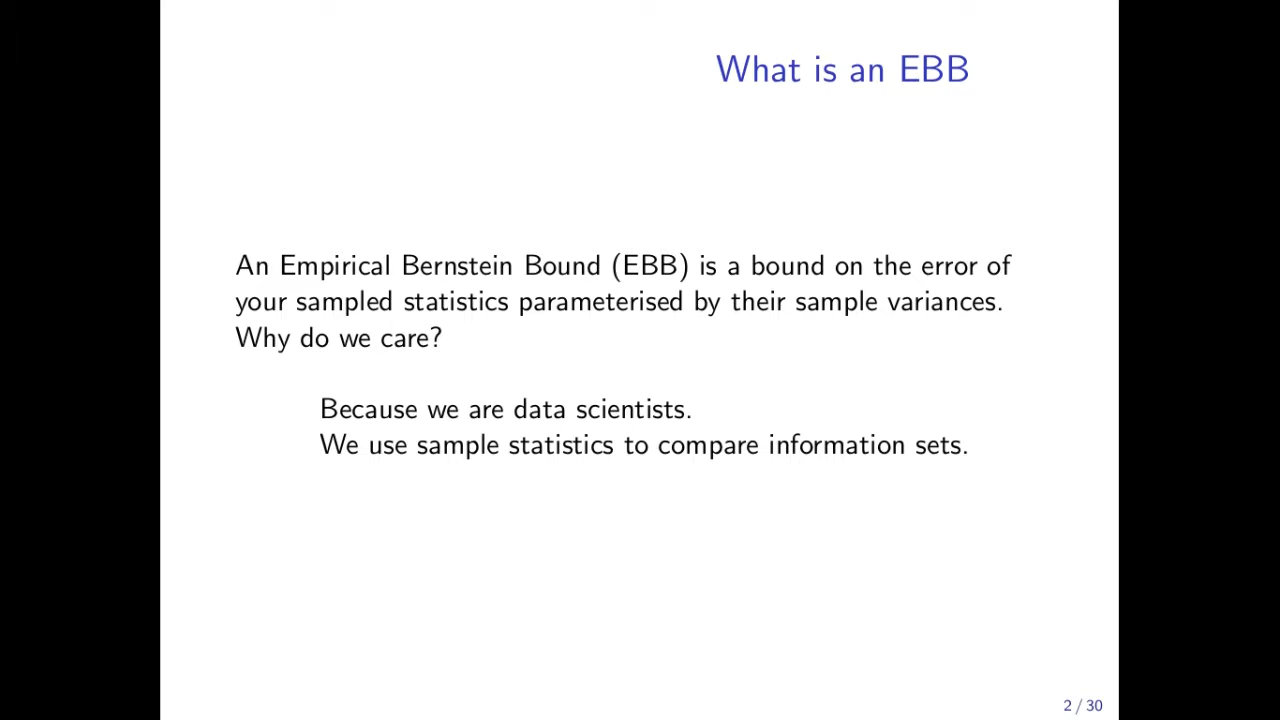 What is an EBB
An Empirical Bernstein Bound (EBB) is a bound on the error of
your sampled statistics parameterised by their sample variances.
Why do we care?
Because we are data scientists.
We use sample statistics to compare information sets.
2 / 30